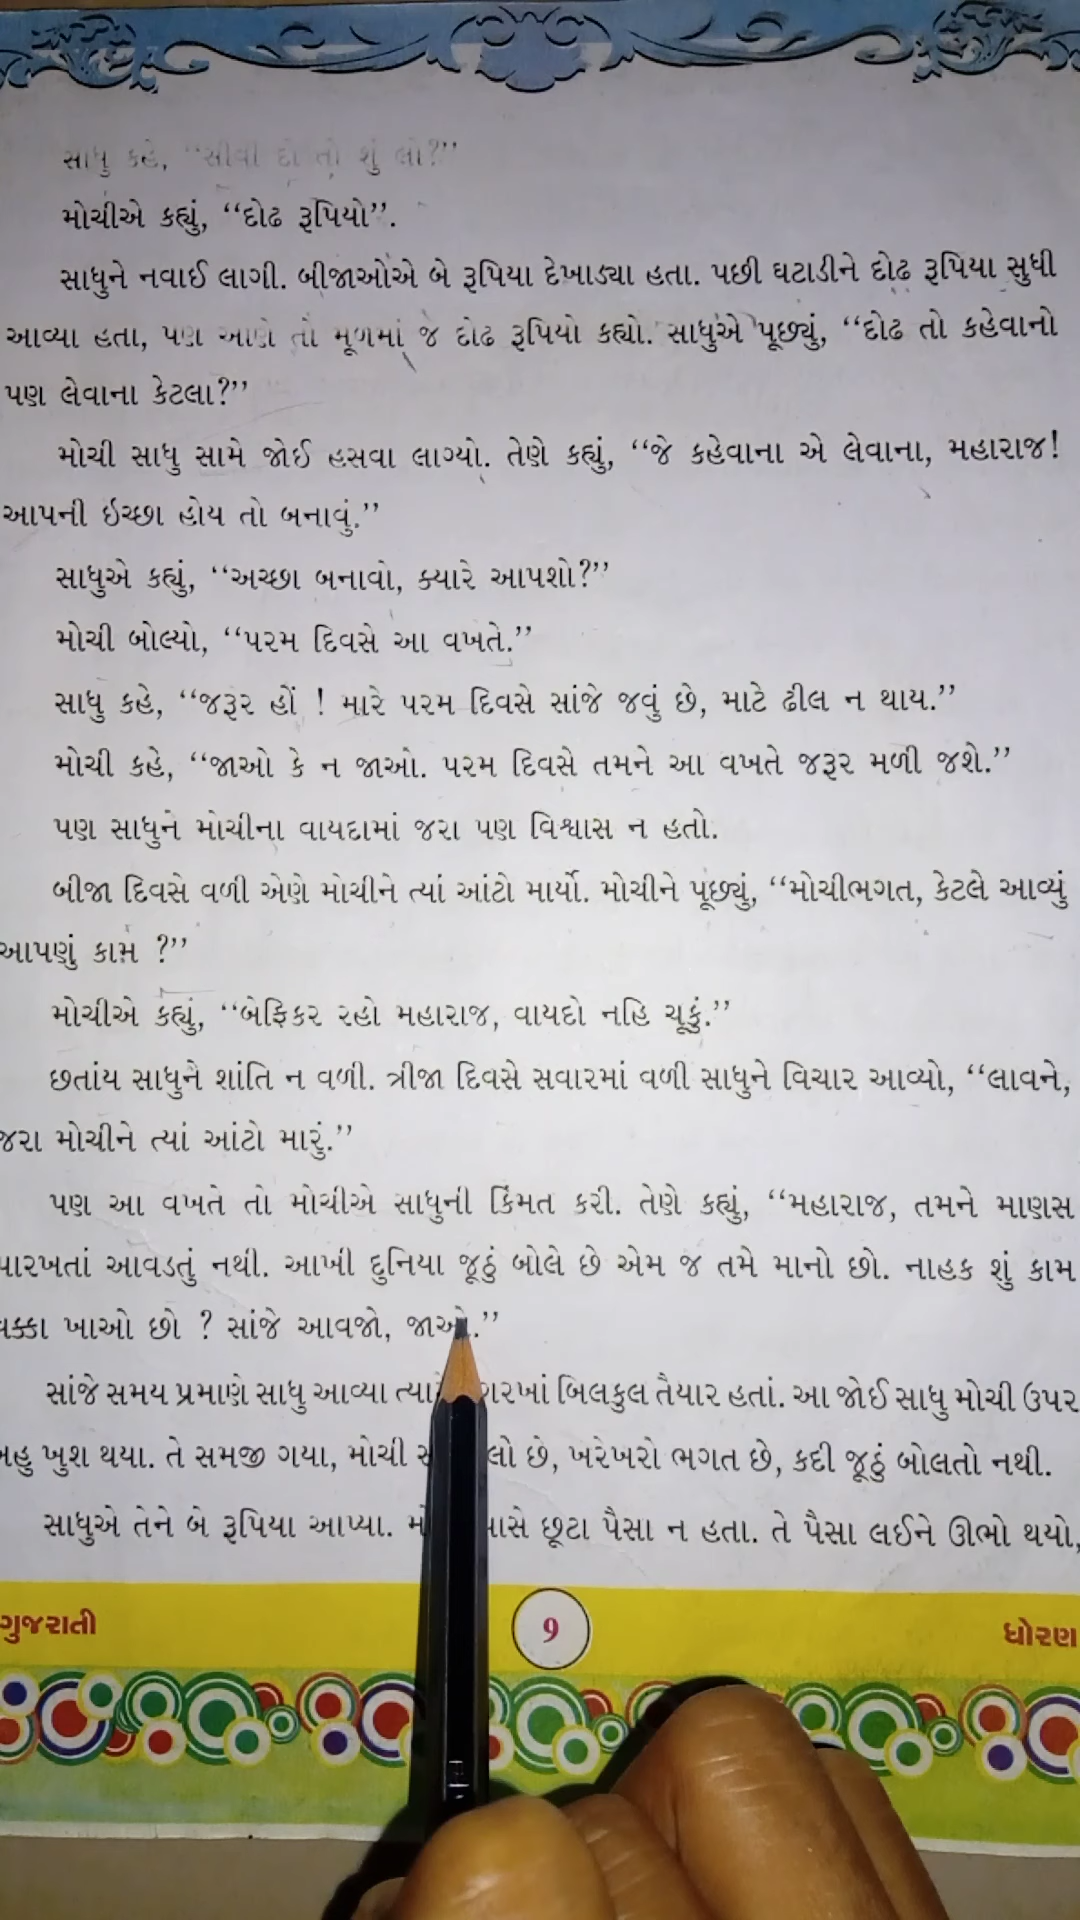 સાધુ કહે, “સીવી દો તો શું લો?”
મોચીએ કહ્યું, “દોઢ રૂપિયો”.
સાધુને નવાઈ લાગી. બીજાઓએ બે રૂપિયા દેખાડ્યા હતા. પછી ઘટાડીને દોઢ રૂપિયા સુધી
આવ્યા હતા, પણ આણે તો મૂળમાં જ દોઢ રૂપિયો કહ્યો. સાધુએ પૂછ્યું, “દોઢ તો કહેવાનો
પણ લેવાના કેટલા?”
મોચી સાધુ સામે જોઈ હસવા લાગ્યો. તેણે કહ્યું, “જે કહેવાના એ લેવાના, મહારાજ!
આપની ઇચ્છા હોય તો બનાવું.”
સાધુએ કહ્યું, “અચ્છા બનાવો, ક્યારે આપશો?”
મોચી બોલ્યો, “પરમ દિવસે આ વખતે.”
સાધુ કહે, “જરૂર હોં ! મારે પરમ દિવસે સાંજે જવું છે, માટે ઢીલ ન થાય.”
મોચી કહે, “જાઓ કે ન જાઓ. પરમ દિવસે તમને આ વખતે જરૂર મળી જશે.”
પણ સાધુને મોચીના વાયદામાં જરા પણ વિશ્વાસ ન હતો.
બીજા દિવસે વળી એણે મોચીને ત્યાં આંટો માર્યો. મોચીને પૂછ્યું, “મોચીભગત, કેટલે આવ્યું
આપણું કામ ?”
મોચીએ કહ્યું, “બેફિકર રહો મહારાજ, વાયદો નહિ ચૂકું.”
છતાંય સાધુને શાંતિ ન વળી. ત્રીજા દિવસે સવારમાં વળી સાધુને વિચાર આવ્યો, “લાવને,
જરા મોચીને ત્યાં આંટો મારું.”
પણ આ વખતે તો મોચીએ સાધુની કિંમત કરી. તેણે કહ્યું, “મહારાજ, તમને માણસ
પારખતાં આવડતું નથી. આખી દુનિયા જૂઠું બોલે છે એમ જ તમે માનો છો. નાહક શું કામ
ધક્કા ખાઓ છો ? સાંજે આવજો, જાઓ.”
સાંજે સમય પ્રમાણે સાધુ આવ્યા બિલકુલ તૈયાર હતાં. આ જોઈ સાધુ મોચી ઉપર
બહુ ખુશ થયા. તે સમજી ગયા, મોચી છે, ખરેખરો ભગત છે, કદી જૂઠું બોલતો નથી.
સાધુએ તેને બે રૂપિયા આપ્યા. છૂટા પૈસા ન હતા. તે પૈસા લઈને ઊભો થયો,
ગુજરાતી 9 ધોરણ